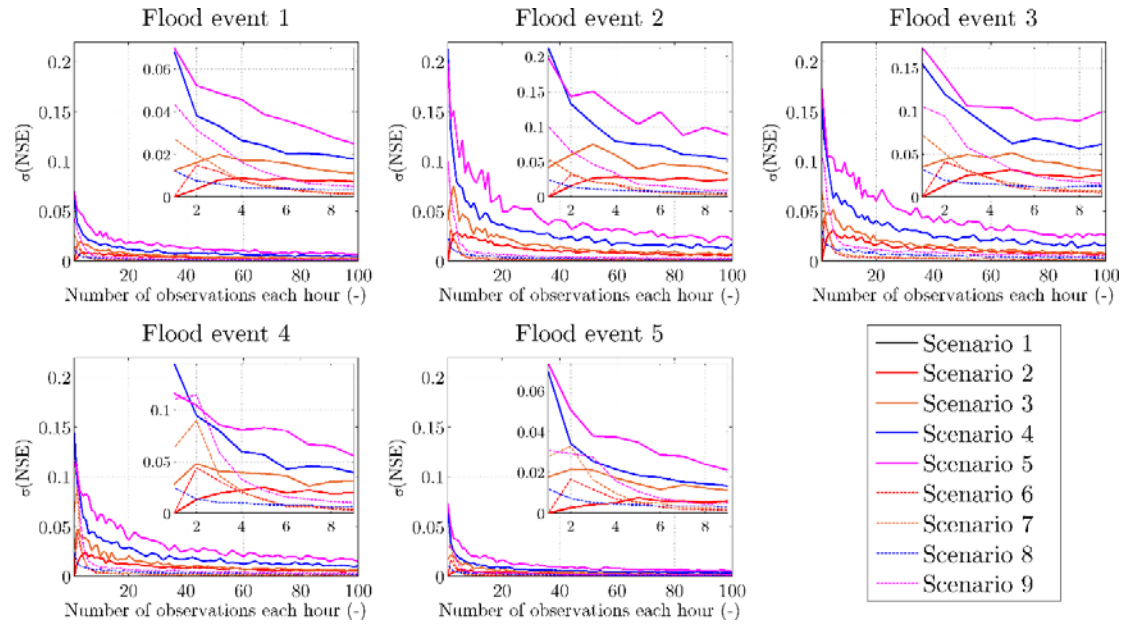 Flood event 1
0.2
0.15
0.1
0.05
0
σ(NSE)
0.06
0.04
0.02
0
2 4 6 8
20 40 60 80 100
Number of observations each hour (-)
Flood event 2
0.2
0.15
0.1
0.05
0
σ(NSE)
0.2
0.15
0.1
0.05
0
2 4 6 8
20 40 60 80 100
Number of observations each hour (-)
Flood event 3
0.2
0.15
0.1
0.05
0
σ(NSE)
0.15
0.1
0.05
0
2 4 6 8
20 40 60 80 100
Number of observations each hour (-)
Flood event 4
0.2
0.15
0.1
0.05
0
σ(NSE)
0.1
0.05
0
2 4 6 8
20 40 60 80 100
Number of observations each hour (-)
Flood event 5
0.2
0.15
0.1
0.05
0
σ(NSE)
0.06
0.04
0.02
0
2 4 6 8
20 40 60 80 100
Number of observations each hour (-)
Scenario 1
Scenario 2
Scenario 3
Scenario 4
Scenario 5
Scenario 6
Scenario 7
Scenario 8
Scenario 9